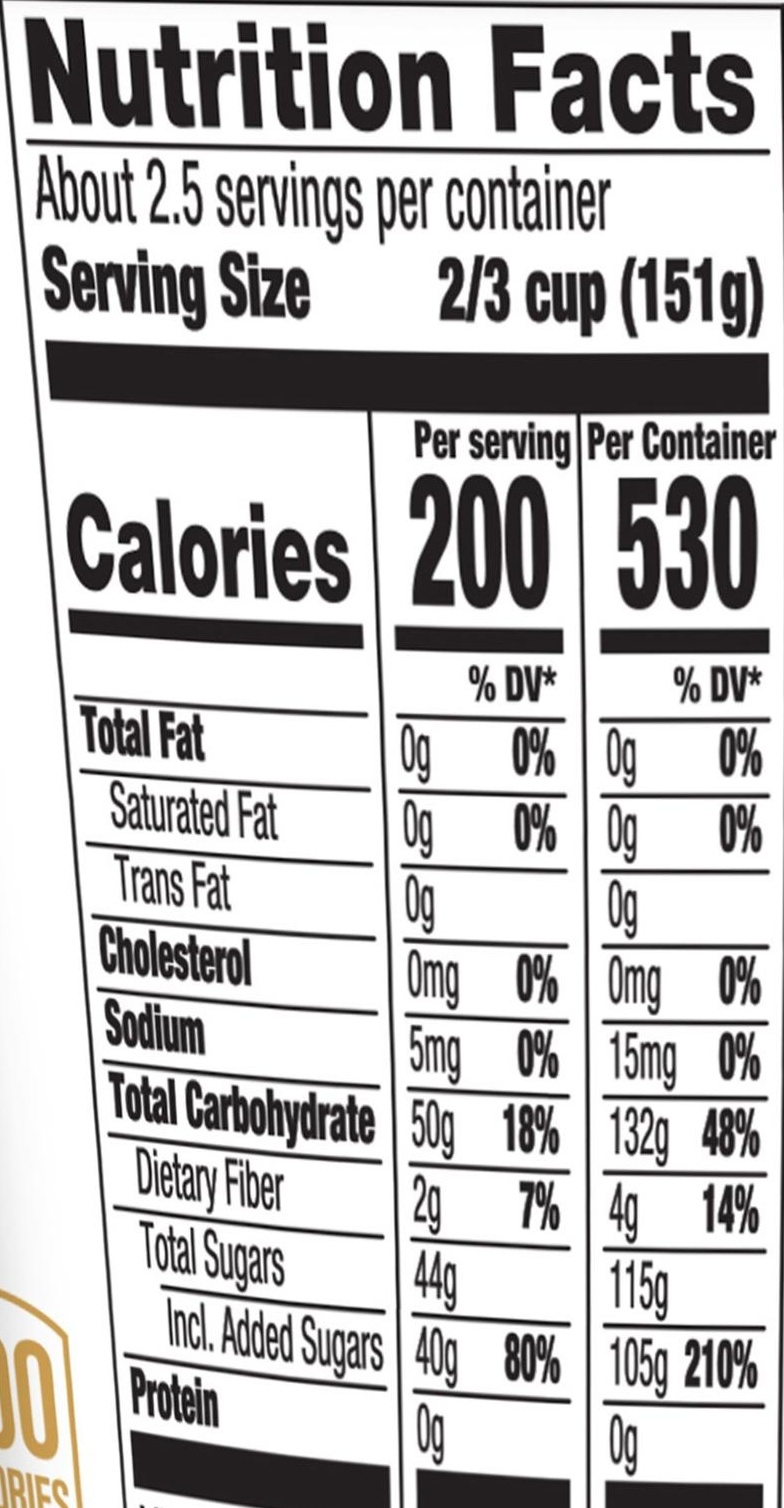 Nutrition Facts
About 2.5 servings per container
Serving Size 2/3 cup (151g)
Per serving Per Container
Calories 200 530
% DV* % DV*
Total Fat 0g 0% 0g 0%
Saturated Fat 0g 0% 0g 0%
Trans Fat 0g 0g
Cholesterol 0mg 0% 0mg 0%
Sodium 5mg 0% 15mg 0%
Total Carbohydrate 50g 18% 132g 48%
Dietary Fiber 2g 7% 4g 14%
Total Sugars 44g 115g
Incl. Added Sugars 40g 80% 105g 210%
Protein 0g 0g